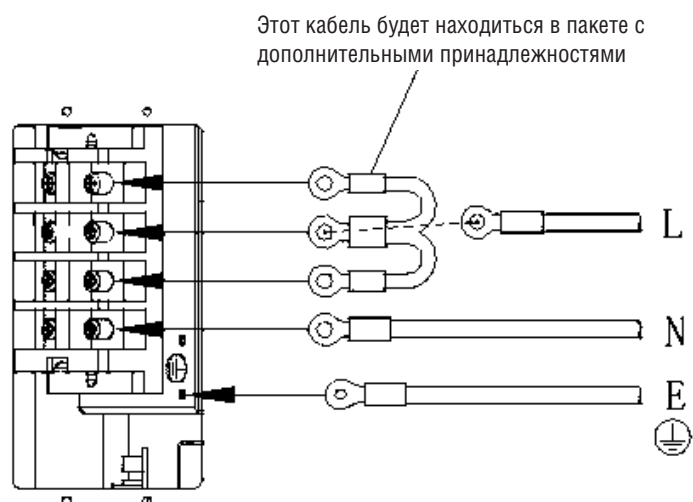 Этот кабель будет находиться в пакете с
дополнительными принадлежностями
L
N
E